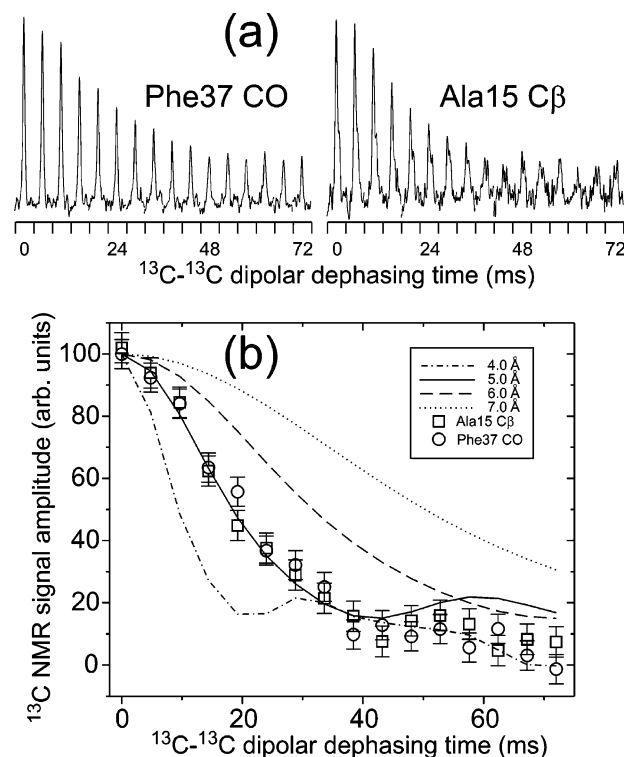 (a)
Phe37 CO
Ala15 Cβ
0 24 48 72
0 24 48 72
¹³C-¹³C dipolar dephasing time (ms)
(b)
¹³C NMR signal amplitude (arb. units)
100
80
60
40
20
0
4.0 Å
5.0 Å
6.0 Å
7.0 Å
Ala15 Cβ
Phe37 CO
0 20 40 60
¹³C-¹³C dipolar dephasing time (ms)